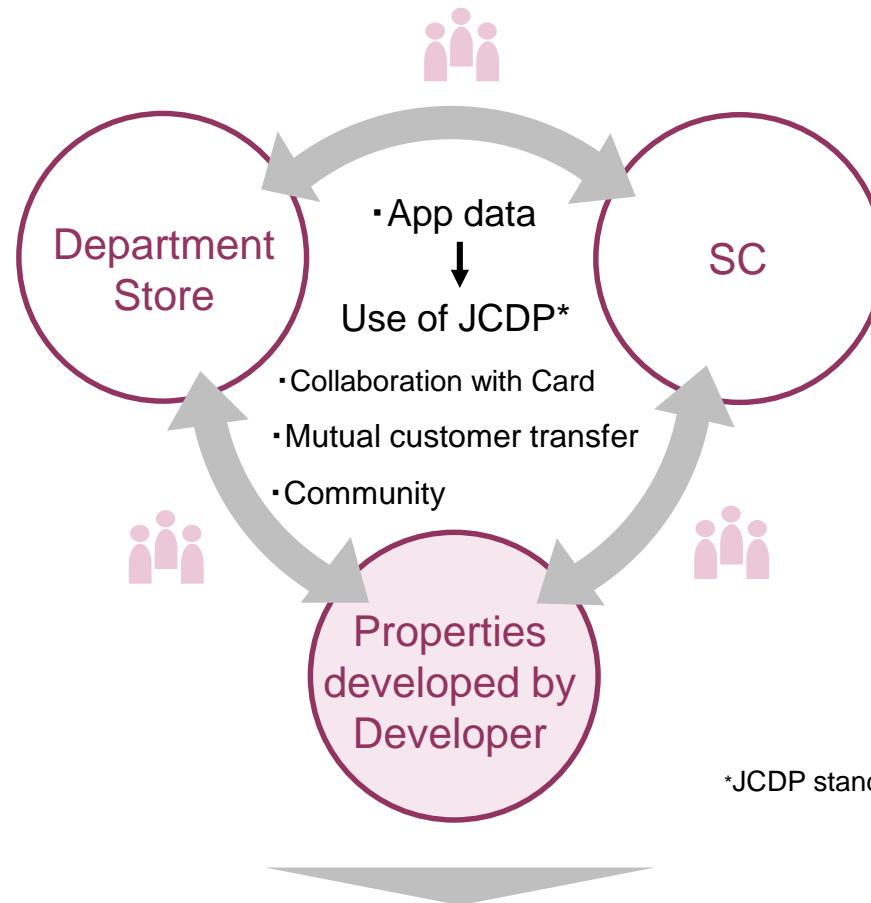 Department
Store
SC
・App data
Use of JCDP*
・Collaboration with Card
・Mutual customer transfer
・Community
Properties
developed by
Developer
*JCDP